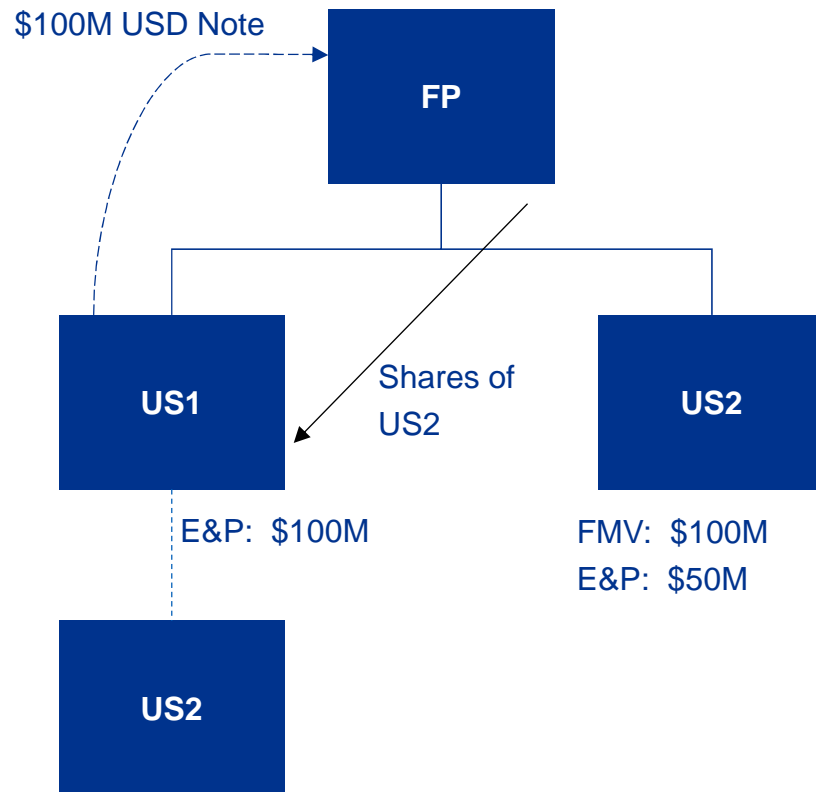 $100M USD Note
FP
US1
Shares of
US2
US2
E&P:  $100M
FMV:  $100M
E&P:  $50M
US2